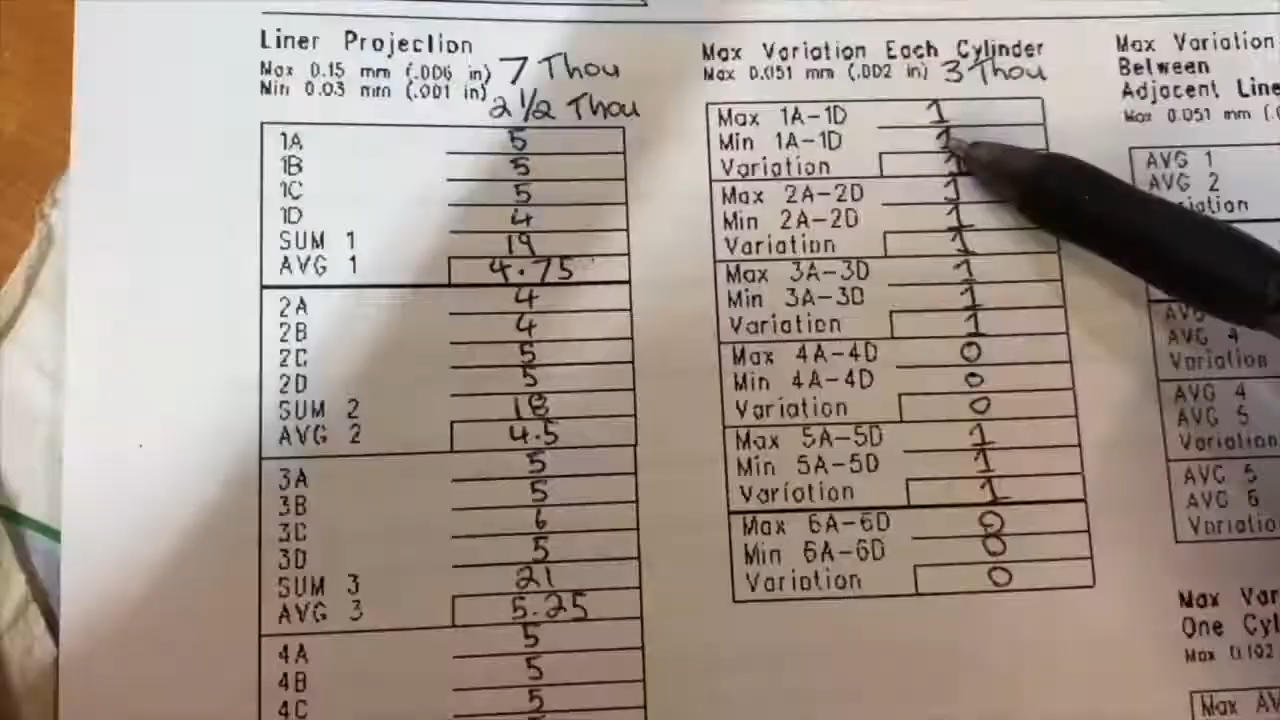 Liner Projection
Max 0.15 mm (.006 in) 7 Thou
Min 0.03 mm (.001 in) 2 1/2 Thou
1A 5
1B 5
1C 5
1D 4
SUM 1 19
AVG 1 4.75
2A 4
2B 4
2C 5
2D 5
SUM 2 18
AVG 2 4.5
3A 5
3B 5
3C 6
3D 5
SUM 3 21
AVG 3 5.25
4A 5
4B 5
4C 5
Max Variation Each Cylinder
Max 0.051 mm (.002 in) 3 Thou
Max 1A-1D 1
Min 1A-1D 1
Variation 1
Max 2A-2D 1
Min 2A-2D 1
Variation 1
Max 3A-3D 1
Min 3A-3D 1
Variation 1
Max 4A-4D 0
Min 4A-4D 0
Variation 0
Max 5A-5D 1
Min 5A-5D 1
Variation 1
Max 6A-6D 0
Min 6A-6D 0
Variation 0
Max Variation
Between
Adjacent Line
Max 0.051 mm (.0
AVG 1
AVG 2
riation
AVG 4
Variation
AVG 4
AVG 5
Variation
AVG 5
AVG 6
Variatio
Max Var
One Cyl
Max 0.102
Max AV